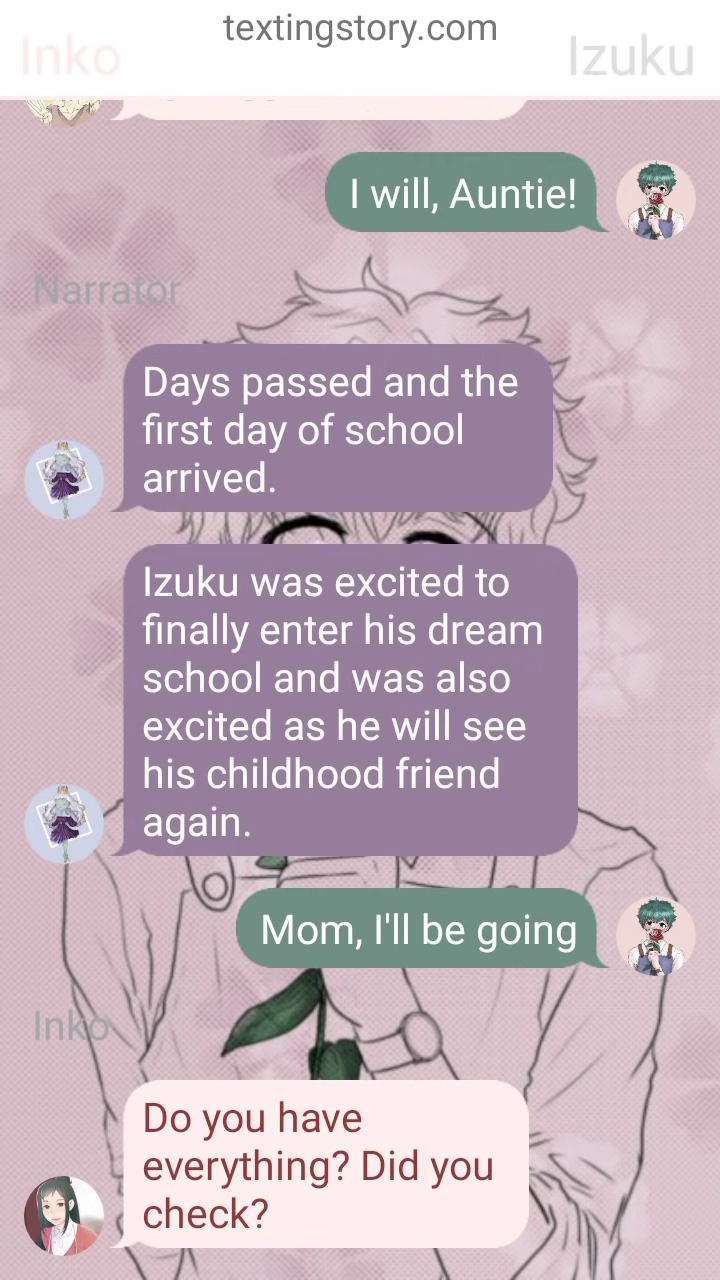 textingstory.com
Inko
Izuku
I will, Auntie!
Narrator
Days passed and the
first day of school
arrived.
Izuku was excited to
finally enter his dream
school and was also
excited as he will see
his childhood friend
again.
Mom, I'll be going
Inko
Do you have
everything? Did you
check?